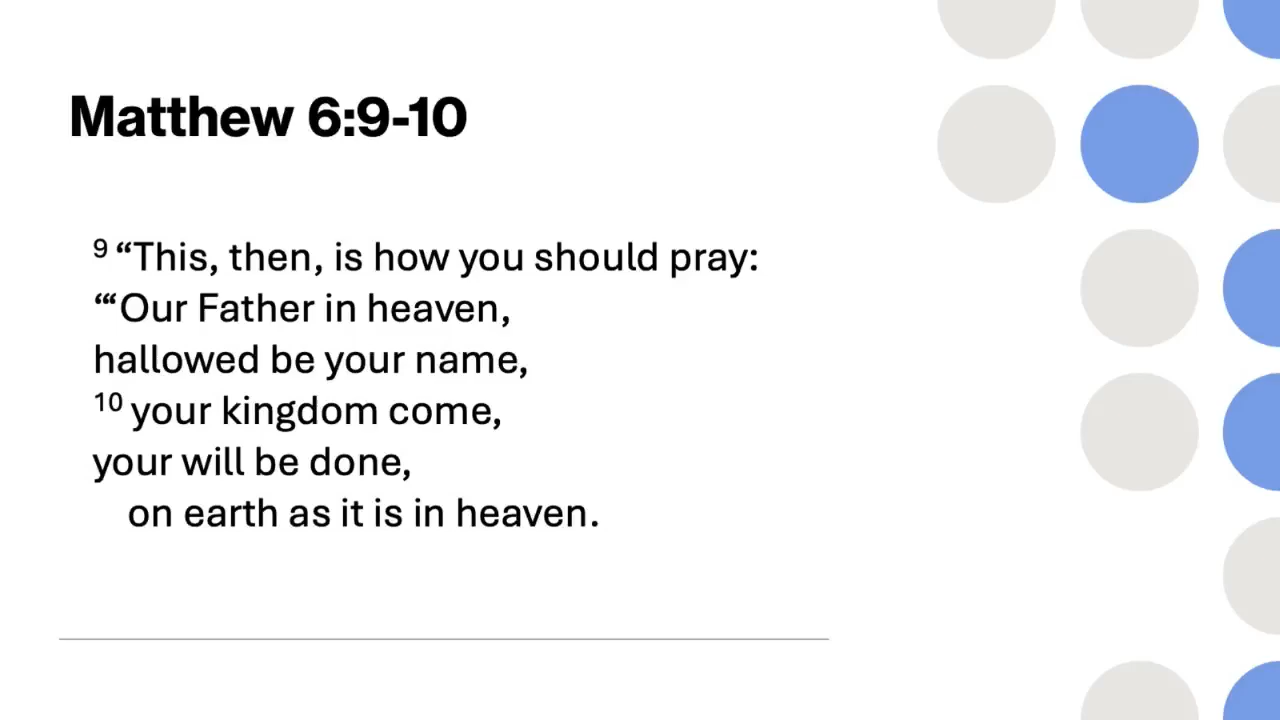 Matthew 6:9-10
⁹ “This, then, is how you should pray:
“‘Our Father in heaven,
hallowed be your name,
¹⁰ your kingdom come,
your will be done,
on earth as it is in heaven.